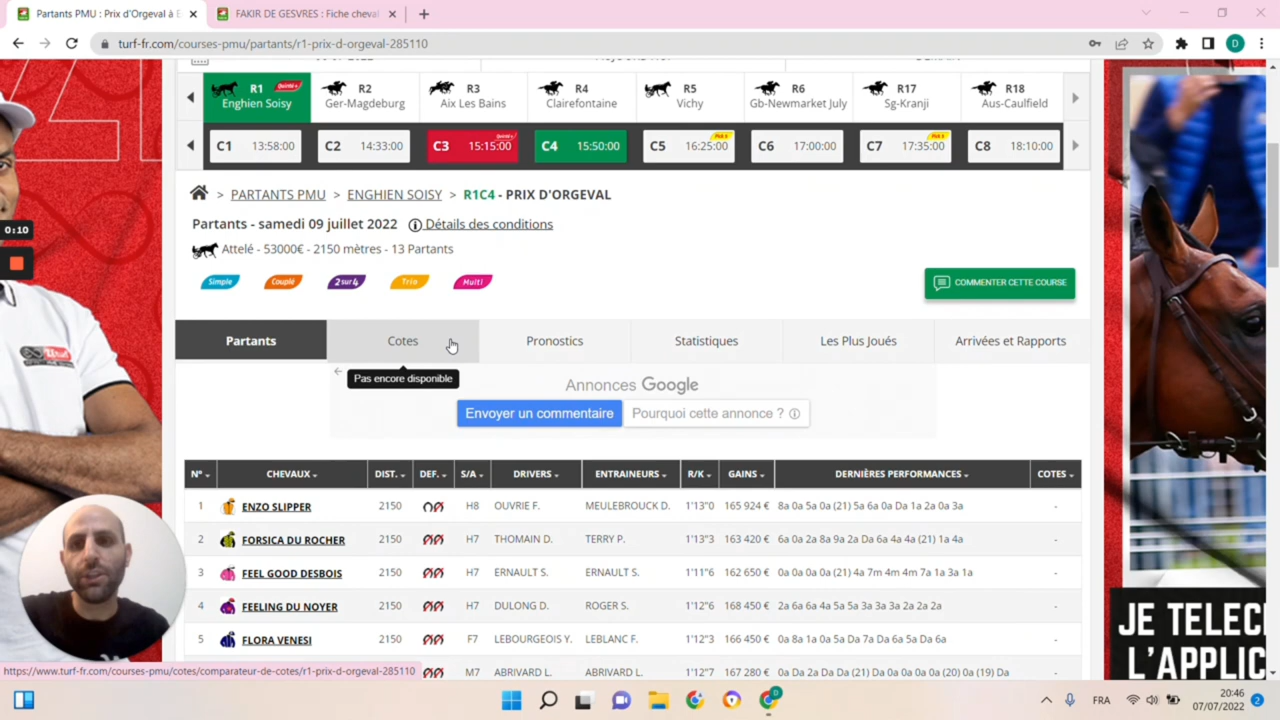 Partants PMU : Prix d'Orgeval à E
FAKIR DE GESVRES : Fiche cheval
turf-fr.com/courses-pmu/partants/r1-prix-d-orgeval-285110
D
R1 Quinté+
Enghien Soisy
R2
Ger-Magdeburg
R3
Aix Les Bains
R4
Clairefontaine
R5
Vichy
R6
Gb-Newmarket July
R17
Sg-Kranji
R18
Aus-Caulfield
C1 13:58:00
C2 14:33:00
C3 15:15:00 Quinté+
C4 15:50:00
C5 16:25:00 Pick 5
C6 17:00:00
C7 17:35:00 Pick 5
C8 18:10:00
> PARTANTS PMU > ENGHIEN SOISY > R1C4 - PRIX D'ORGEVAL
Partants - samedi 09 juillet 2022 Détails des conditions
Attelé - 53000€ - 2150 mètres - 13 Partants
0:10
Simple Couplé 2sur4 Trio Multi
COMMENTER CETTE COURSE
Partants Cotes Pronostics Statistiques Les Plus Joués Arrivées et Rapports
Pas encore disponible
Annonces Google
Envoyer un commentaire Pourquoi cette annonce ?
N° CHEVAUX DIST. DEF. S/A DRIVERS ENTRAINEURS R/K GAINS DERNIÈRES PERFORMANCES COTES
1 ENZO SLIPPER 2150 H8 OUVRIE F. MEULEBROUCK D. 1'13"0 165 924 € 8a 0a 5a 0a (21) 5a 6a 0a Da 1a 2a 0a 3a -
2 FORSICA DU ROCHER 2150 H7 THOMAIN D. TERRY P. 1'13"3 163 420 € 6a 0a 2a 8a 9a 2a Da 6a 4a 4a (21) 1a 4a -
3 FEEL GOOD DESBOIS 2150 H7 ERNAULT S. ERNAULT S. 1'11"6 162 650 € 0a 0a 0a 0a (21) 4a 7m 4m 4m 7a 1a 3a 1a -
4 FEELING DU NOYER 2150 H7 DULONG D. ROGER S. 1'12"6 168 450 € 2a 6a 6a 4a 5a 5a 3a 3a 3a 2a 2a 2a -
5 FLORA VENESI 2150 F7 LEBOURGEOIS Y. LEBLANC F. 1'12"3 166 450 € 0a 8a 1a 0a 5a Da 7a Da 6a 5a Da 6a -
M7 ABRIVARD L. ABRIVARD L. 1'12"7 167 280 € 0a Da 2a Da Da (21) Da 0a 0a 0a (20) 0a (19) Da -
JE TELECH
L'APPLIC
https://www.turf-fr.com/courses-pmu/cotes/comparateur-de-cotes/r1-prix-d-orgeval-285110
FRA
20:46
07/07/2022
2